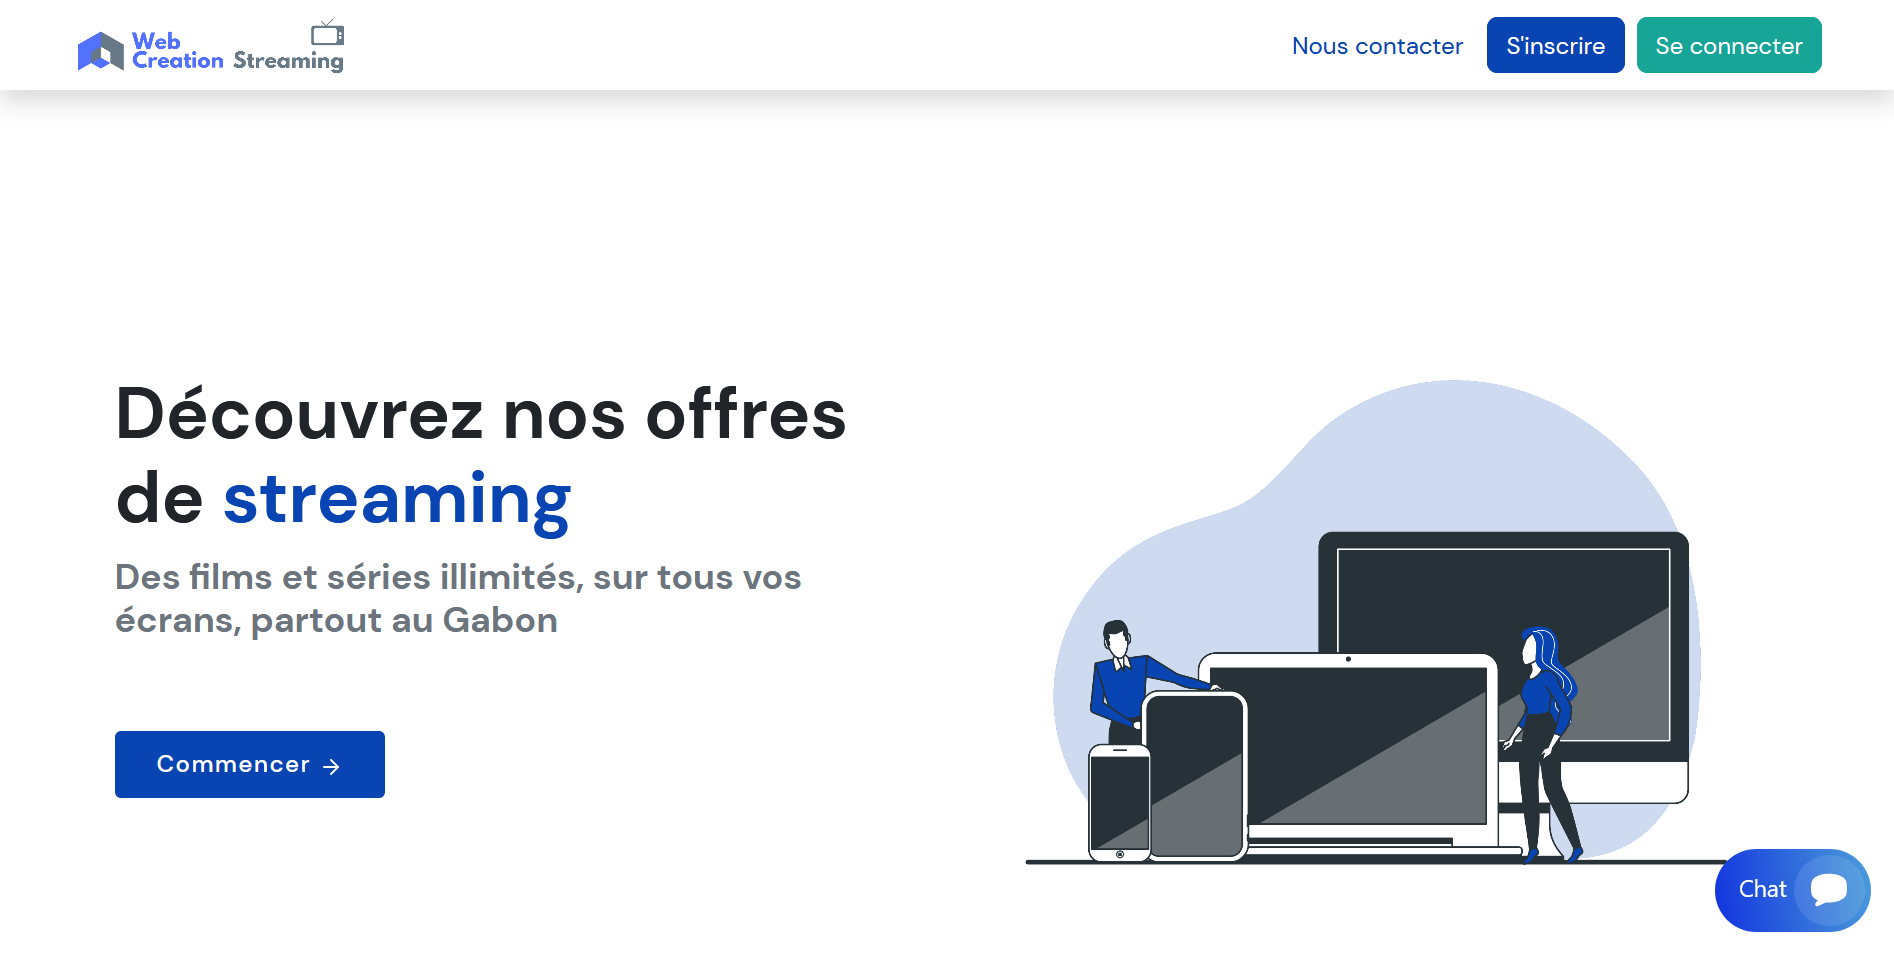 Web
Creation Streaming
Nous contacter
S'inscrire
Se connecter
Découvrez nos offres
de streaming
Des films et séries illimités, sur tous vos
écrans, partout au Gabon
Commencer →
Chat